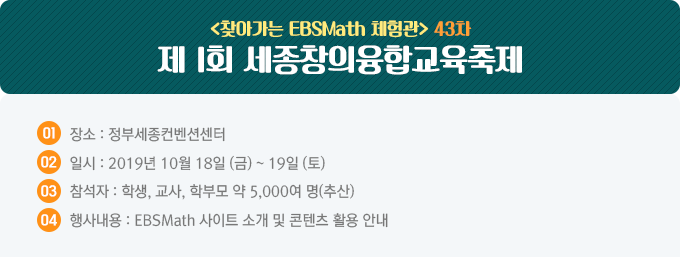 <찾아가는 EBSMath 체험관> 43차
제 1회 세종창의융합교육축제
01 장소 : 정부세종컨벤션센터
02 일시 : 2019년 10월 18일 (금) ~ 19일 (토)
03 참석자 : 학생, 교사, 학부모 약 5,000여 명(추산)
04 행사내용 : EBSMath 사이트 소개 및 콘텐츠 활용 안내